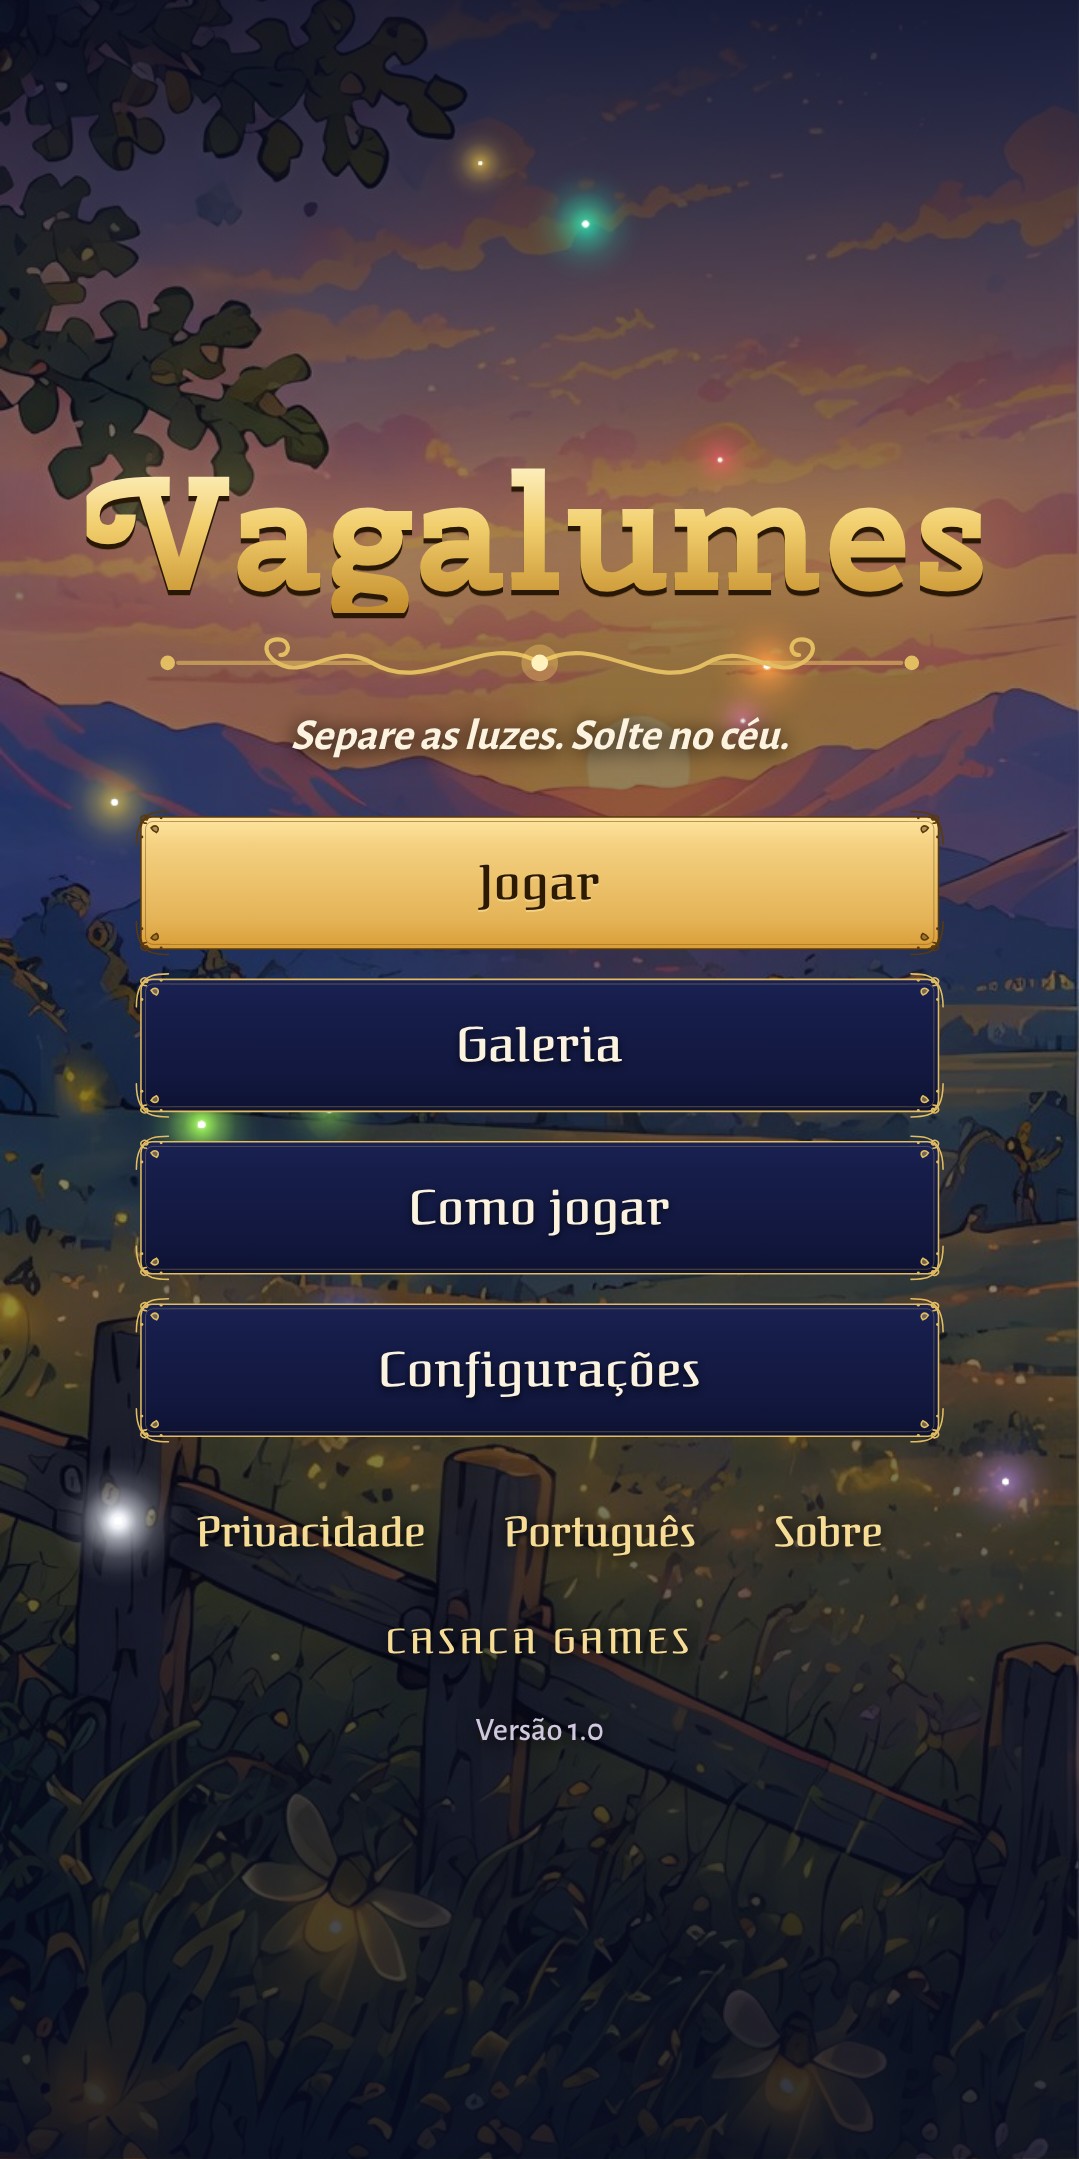 Vagalumes
Separe as luzes. Solte no céu.
Jogar
Galeria
Como jogar
Configurações
Privacidade Português Sobre
CASACA GAMES
Versão 1.0